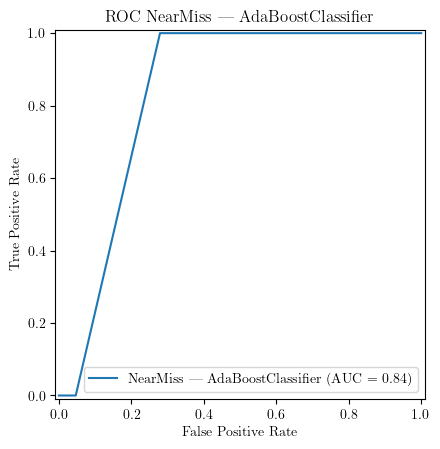 ROC NearMiss — AdaBoostClassifier
1.0
0.8
0.6
0.4
0.2
0.0
True Positive Rate
NearMiss — AdaBoostClassifier (AUC = 0.84)
0.0 0.2 0.4 0.6 0.8 1.0
False Positive Rate